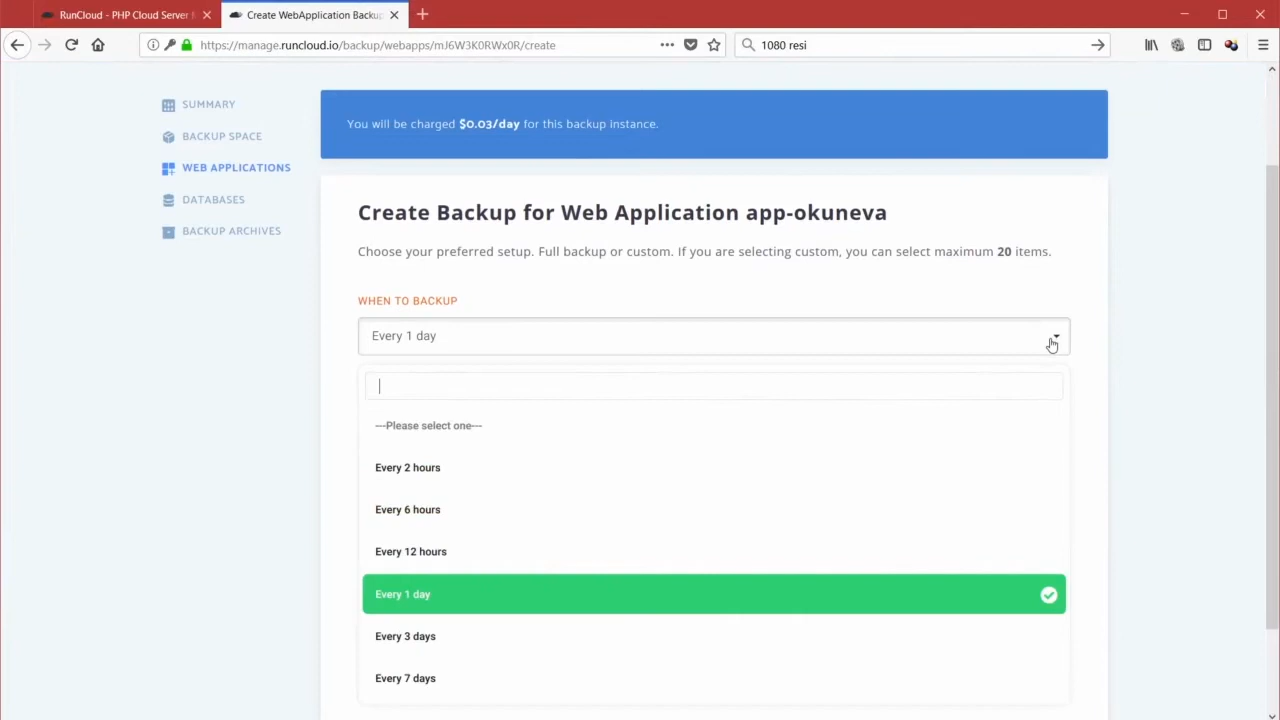 RunCloud - PHP Cloud Server
Create WebApplication Backup
https://manage.runcloud.io/backup/webapps/mJ6W3K0RWx0R/create
1080 resi
SUMMARY
BACKUP SPACE
WEB APPLICATIONS
DATABASES
BACKUP ARCHIVES
You will be charged $0.03/day for this backup instance.
Create Backup for Web Application app-okuneva
Choose your preferred setup. Full backup or custom. If you are selecting custom, you can select maximum 20 items.
WHEN TO BACKUP
Every 1 day
---Please select one---
Every 2 hours
Every 6 hours
Every 12 hours
Every 1 day
Every 3 days
Every 7 days